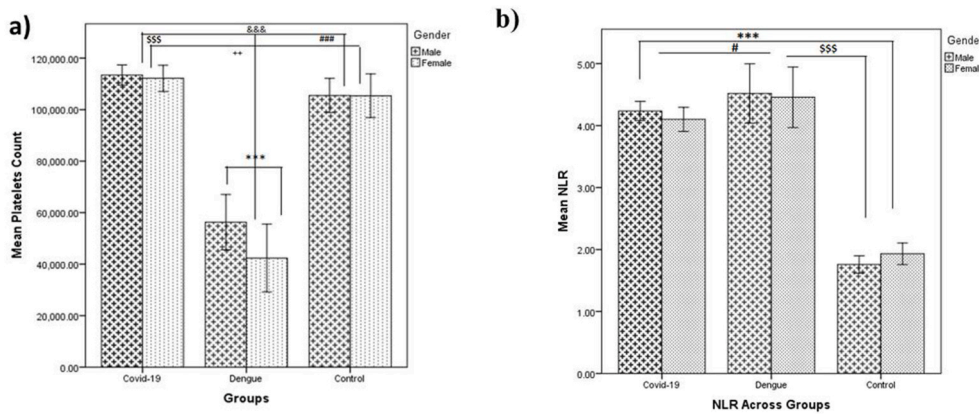 a)
Gender
Male
Female
&&&
$$$
###
++
***
120,000.00
100,000.00
80,000.00
60,000.00
40,000.00
20,000.00
0.00
Mean Platelets Count
Covid-19
Dengue
Control
Groups
b)
Gende
Male
Femal
***
#
$$$
5.00
4.00
3.00
2.00
1.00
0.00
Mean NLR
Covid-19
Dengue
Control
NLR Across Groups